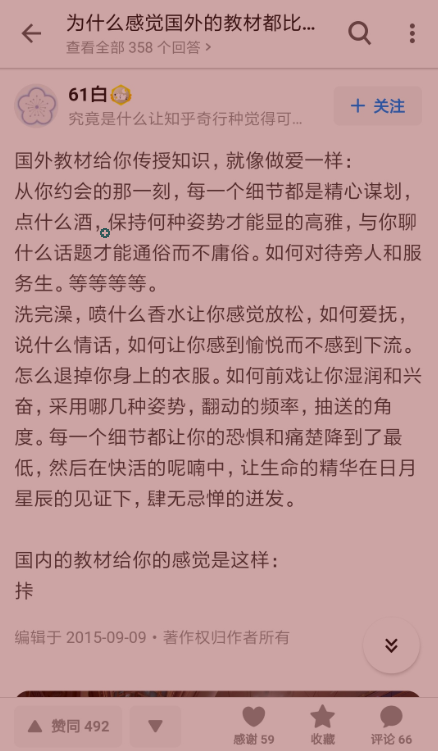 为什么感觉国外的教材都比…
查看全部 358 个回答 >
61白
究竟是什么让知乎奇行种觉得可…
+ 关注
国外教材给你传授知识，就像做爱一样：
从你约会的那一刻，每一个细节都是精心谋划，
点什么酒，保持何种姿势才能显的高雅，与你聊
什么话题才能通俗而不庸俗。如何对待旁人和服
务生。等等等等。
洗完澡，喷什么香水让你感觉放松，如何爱抚，
说什么情话，如何让你感到愉悦而不感到下流。
怎么退掉你身上的衣服。如何前戏让你湿润和兴
奋，采用哪几种姿势，翻动的频率，抽送的角
度。每一个细节都让你的恐惧和痛楚降到了最
低，然后在快活的呢喃中，让生命的精华在日月
星辰的见证下，肆无忌惮的迸发。
国内的教材给你的感觉是这样：
㧅
编辑于 2015-09-09・著作权归作者所有
赞同 492
感谢 59
收藏
评论 66